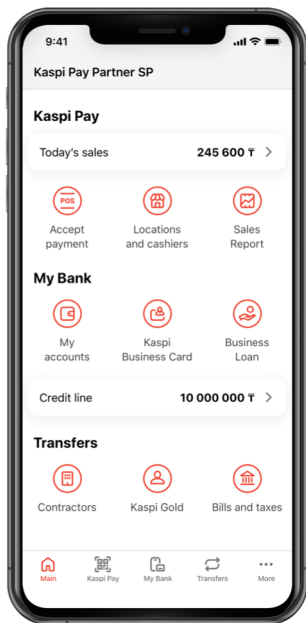 9:41
Kaspi Pay Partner SP
Kaspi Pay
Today's sales 245 600 ₸
POS
Accept payment
Locations and cashiers
Sales Report
My Bank
My accounts
Kaspi Business Card
Business Loan
Credit line 10 000 000 ₸
Transfers
Contractors Kaspi Gold Bills and taxes
Main Kaspi Pay My Bank Transfers More